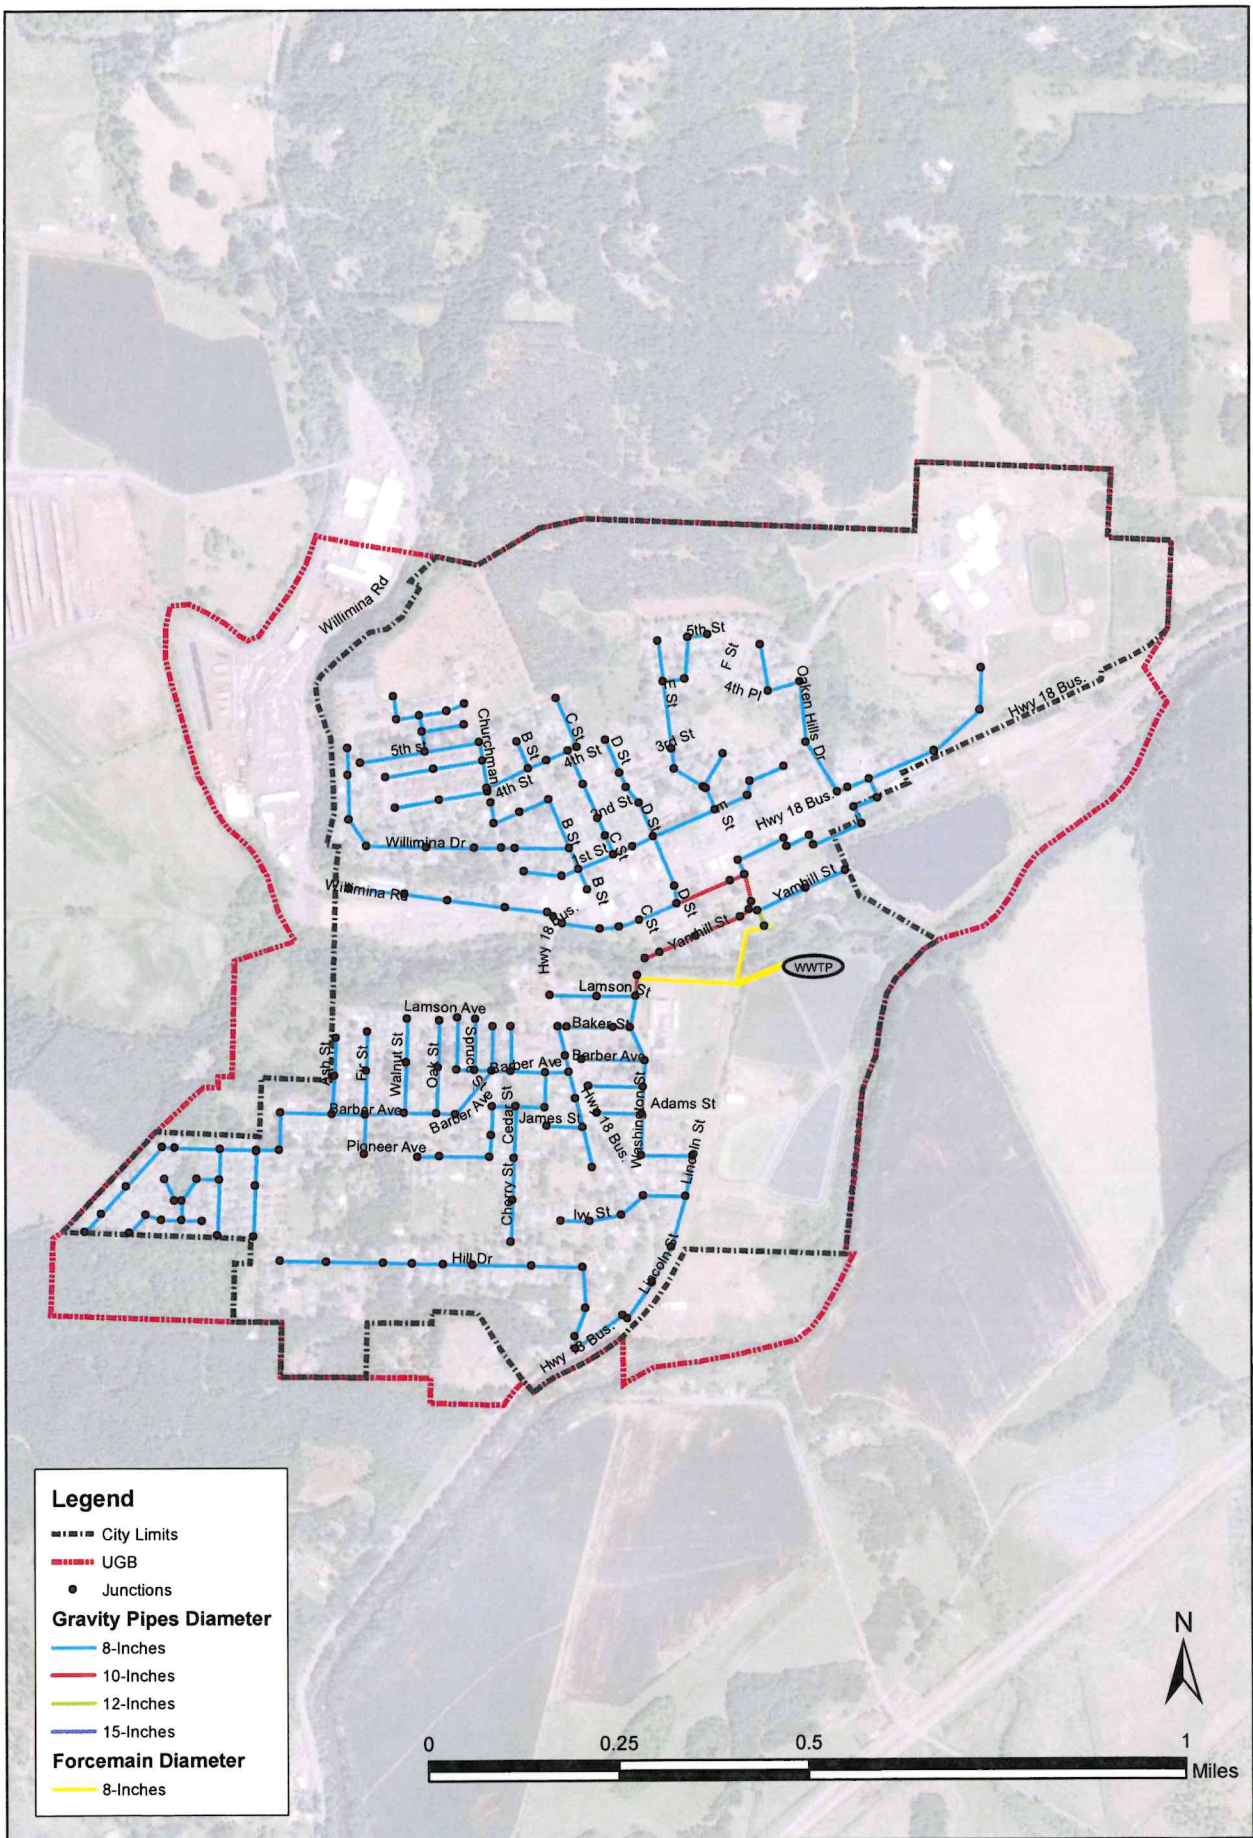 Willimina Rd
5th St
F St
4th Pl
E St
Oaken Hills Dr
Hwy 18 Bus.
3rd St
C St
B St
4th St
D St
Churchman
5th S
4th St
2nd St
D St
E St
Hwy 18 Bus.
Willimina Dr
B St
1st St
C St
Yamhill St
Willimina Rd
B St
D St
C St
Hwy 18 Bus.
Yamhill St
WWTP
Lamson St
Lamson Ave
Baker St
Ash St
Fir St
Walnut St
Oak St
Spruc St
Barber Ave
Barber Ave
Barber Ave
Barber Ave
Cedar St
James St
Hwy 18 Bus.
Washington St
Adams St
Pioneer Ave
Lincoln St
Cherry St
Iw St
Hill Dr
Lincoln St
Hwy 18 Bus.
Legend
City Limits
UGB
Junctions
Gravity Pipes Diameter
8-Inches
10-Inches
12-Inches
15-Inches
Forcemain Diameter
8-Inches
N
0 0.25 0.5 1
Miles